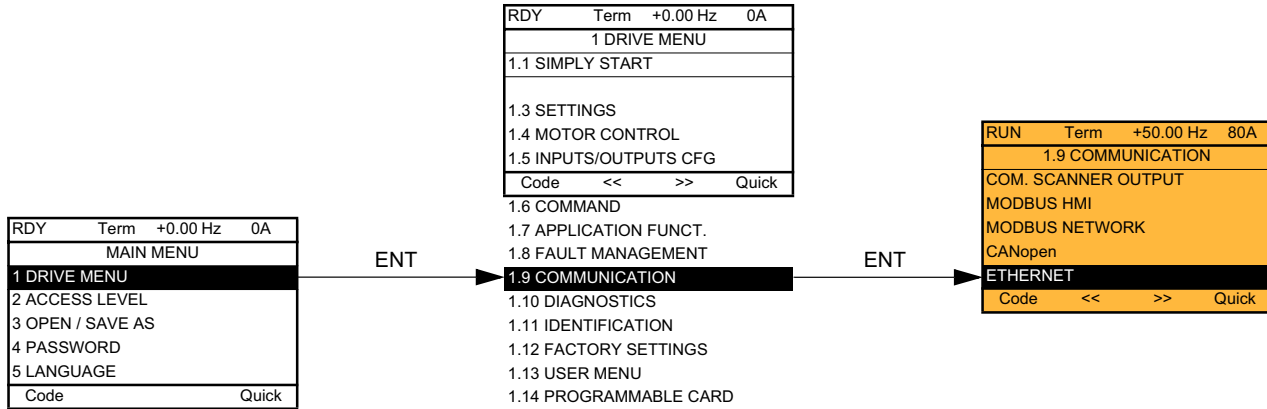 RDY Term +0.00 Hz 0A
MAIN MENU
1 DRIVE MENU
2 ACCESS LEVEL
3 OPEN / SAVE AS
4 PASSWORD
5 LANGUAGE
Code Quick
ENT
RDY Term +0.00 Hz 0A
1 DRIVE MENU
1.1 SIMPLY START
1.3 SETTINGS
1.4 MOTOR CONTROL
1.5 INPUTS/OUTPUTS CFG
Code << >> Quick
1.6 COMMAND
1.7 APPLICATION FUNCT.
1.8 FAULT MANAGEMENT
1.9 COMMUNICATION
1.10 DIAGNOSTICS
1.11 IDENTIFICATION
1.12 FACTORY SETTINGS
1.13 USER MENU
1.14 PROGRAMMABLE CARD
ENT
RUN Term +50.00 Hz 80A
1.9 COMMUNICATION
COM. SCANNER OUTPUT
MODBUS HMI
MODBUS NETWORK
CANopen
ETHERNET
Code << >> Quick